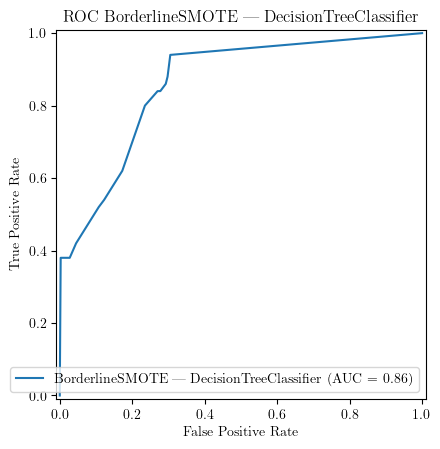 ROC BorderlineSMOTE — DecisionTreeClassifier
True Positive Rate
1.0
0.8
0.6
0.4
0.2
0.0
BorderlineSMOTE — DecisionTreeClassifier (AUC = 0.86)
0.0 0.2 0.4 0.6 0.8 1.0
False Positive Rate